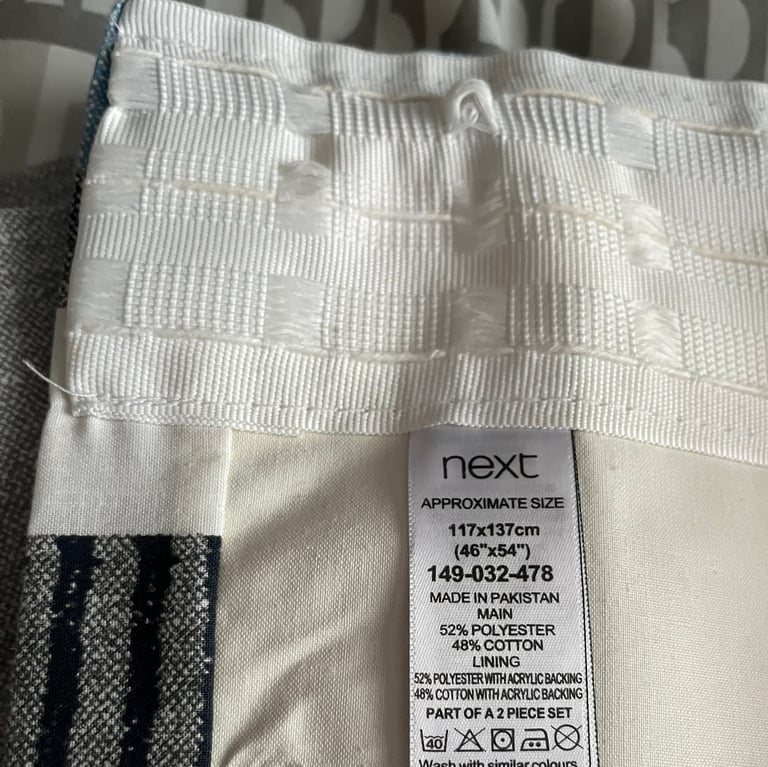 next
APPROXIMATE SIZE
117x137cm
(46"x54")
149-032-478
MADE IN PAKISTAN
MAIN
52% POLYESTER
48% COTTON
LINING
52% POLYESTER WITH ACRYLIC BACKING
48% COTTON WITH ACRYLIC BACKING
PART OF A 2 PIECE SET
40
Wash with similar colours